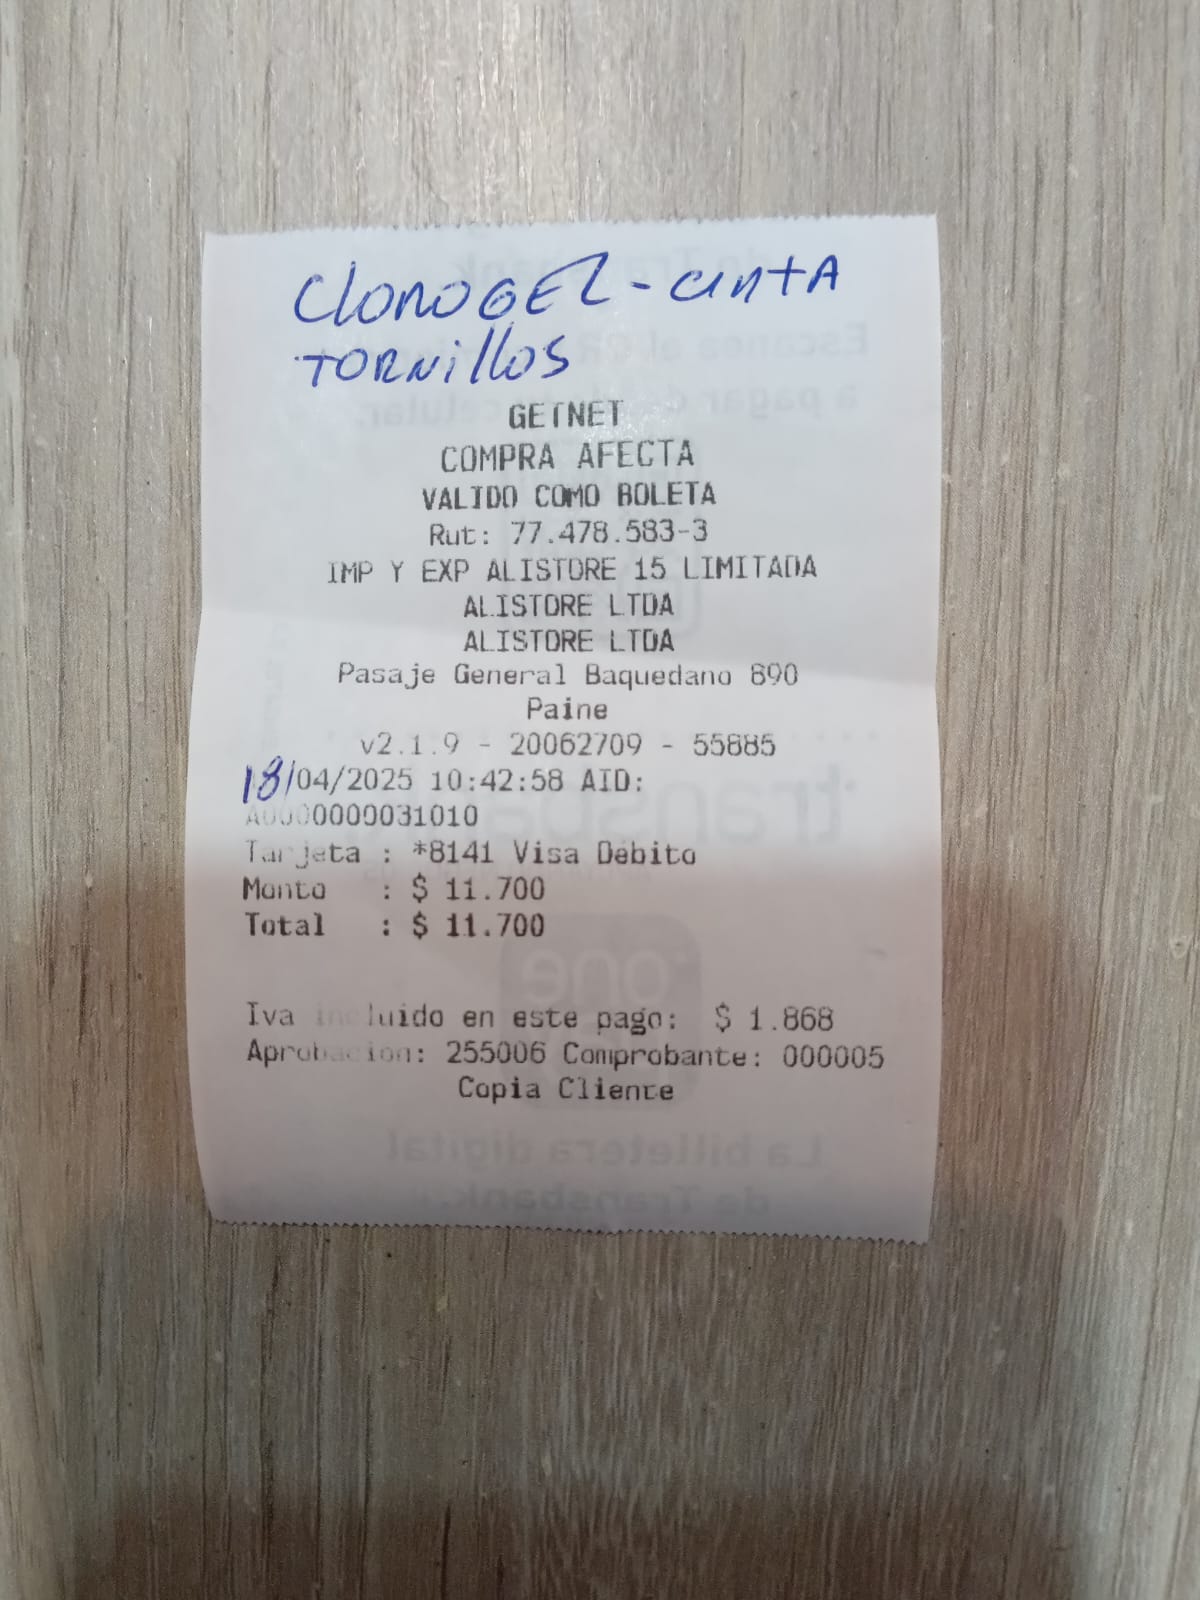 CloroGEL - cintA
TORNillOS
GETNET
COMPRA AFECTA
VALIDO COMO BOLETA
Rut: 77.478.583-3
IMP Y EXP ALISTORE 15 LIMITADA
ALISTORE LTDA
ALISTORE LTDA
Pasaje General Baquedano 890
Paine
v2.1.9 - 20062709 - 55885
18/04/2025 10:42:58 AID:
A0000000031010
Tarjeta : *8141 Visa Debito
Monto : $ 11.700
Total : $ 11.700
Iva incluido en este pago: $ 1.868
Aprobacion: 255006 Comprobante: 000005
Copia Cliente